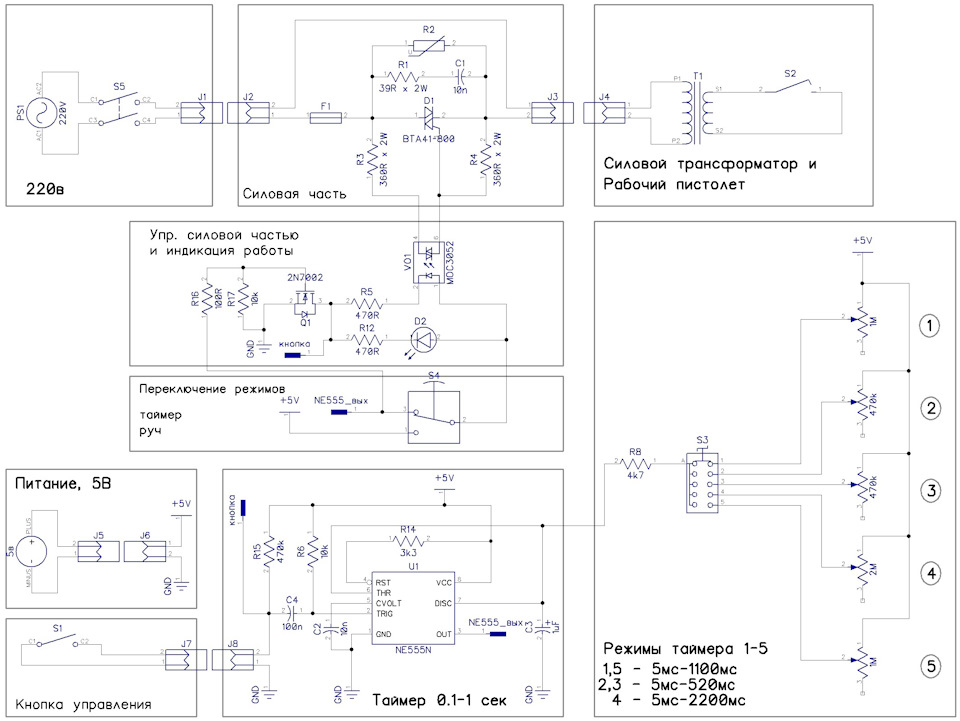 PS1
220V
AC2
AC1
S5
C1
C2
C3
C4
J1
220в
J2
F1
R2
U
R1
39R x 2W
C1
10n
D1
BTA41-800
R3
360R x 2W
R4
360R x 2W
J3
Силовая часть
J4
P1
P2
T1
S1
S2
S2
Силовой трансформатор и
Рабочий пистолет
Упр. силовой частью
и индикация работы
R16
100R
R17
10k
2N7002
Q1
GND
кнопка
R5
470R
R12
470R
D2
VO1
MOC3052
Переключение режимов
таймер
руч
+5V
NE555_вых
S4
Питание, 5В
5в
PLUS
MINUS
J5
J6
+5V
GND
S1
C1
C2
J7
J8
Кнопка управления
кнопка
R15
470k
R6
10k
C4
100n
C2
10n
R14
3k3
+5V
U1
RST
THR
CVOLT
TRIG
GND
VCC
DISC
OUT
NE555N
NE555_вых
C3
1uF
GND
GND
GND
Таймер 0.1-1 сек
R8
4k7
S3
+5V
1M
1
470k
2
470k
3
2M
4
1M
5
GND
Режимы таймера 1-5
1,5 - 5мс-1100мс
2,3 - 5мс-520мс
4 - 5мс-2200мс